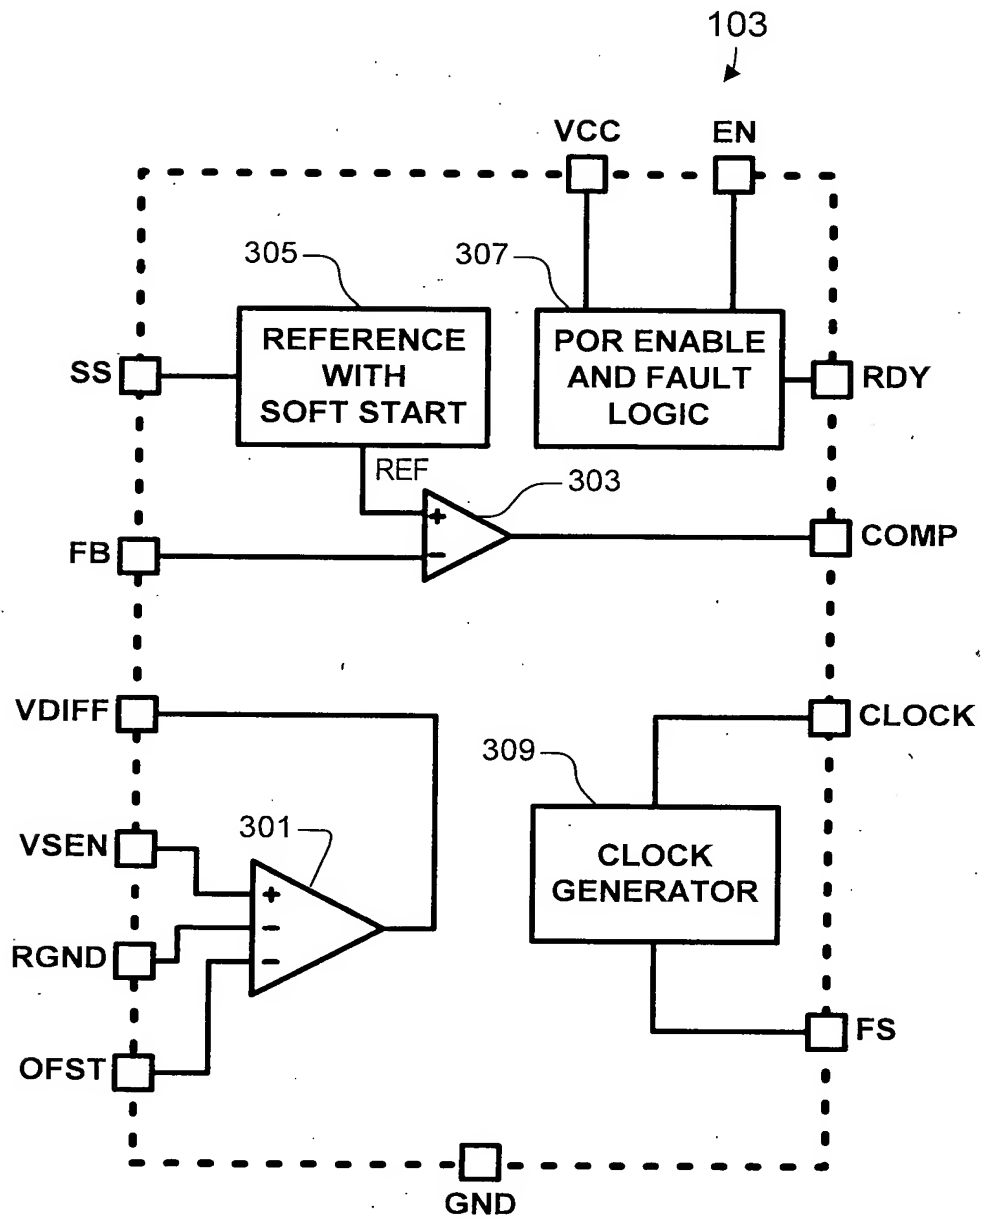 103
VCC
EN
305
307
REFERENCE
WITH
SOFT START
POR ENABLE
AND FAULT
LOGIC
SS
RDY
REF
303
+
−
FB
COMP
VDIFF
CLOCK
309
VSEN
301
CLOCK
GENERATOR
+
−
−
RGND
FS
OFST
GND